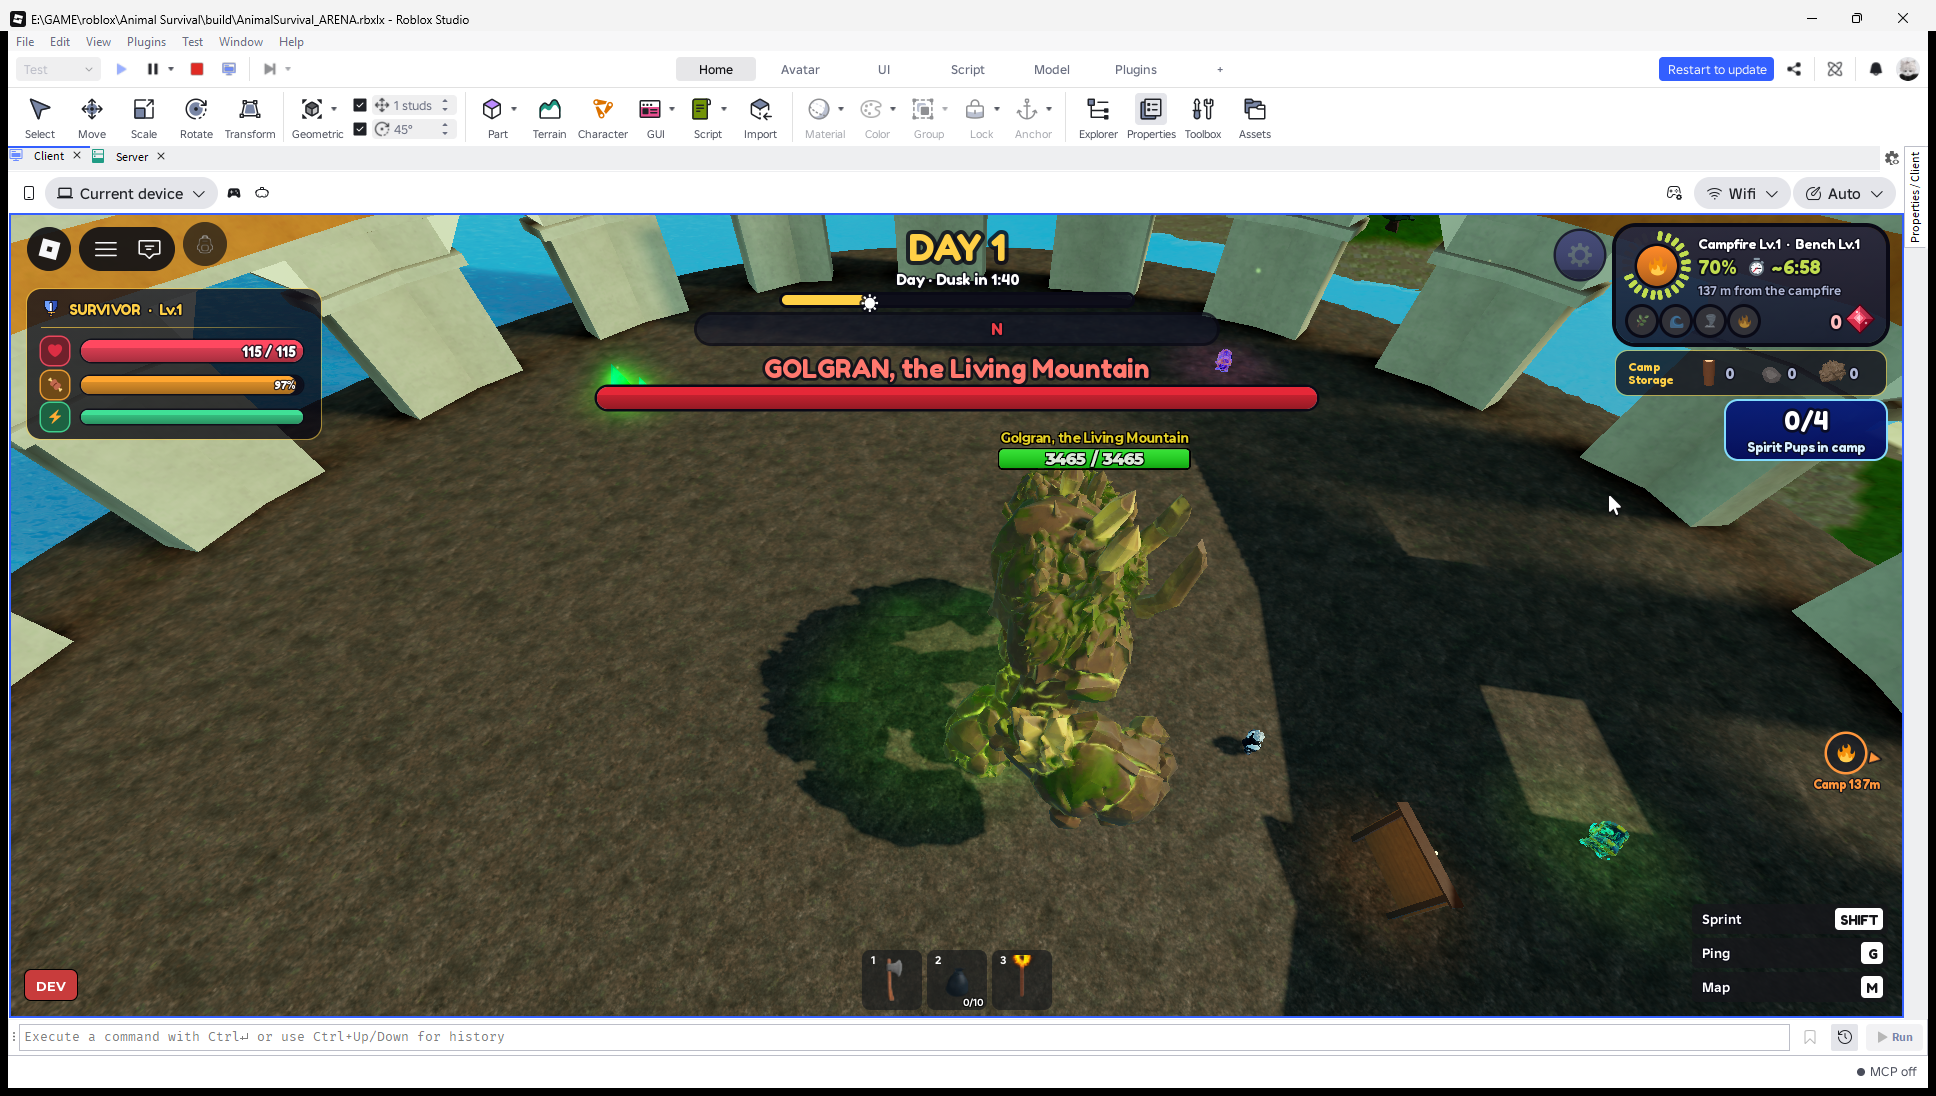 E:\GAME\roblox\Animal Survival\build\AnimalSurvival_ARENA.rbxlx - Roblox Studio
File Edit View Plugins Test Window Help
Test
Home Avatar UI Script Model Plugins +
Restart to update
Select Move Scale Rotate Transform Geometric
1 studs
45°
Part Terrain Character GUI Script Import Material Color Group Lock Anchor Explorer Properties Toolbox Assets
Client Server
Properties / Client
Current device
Wifi Auto
DAY 1
Day · Dusk in 1:40
N
GOLGRAN, the Living Mountain
Golgran, the Living Mountain
3465 / 3465
SURVIVOR · Lv.1
115 / 115
97%
Campfire Lv.1 · Bench Lv.1
70% ~6:58
137 m from the campfire
0
Camp Storage
0 0 0
0/4
Spirit Pups in camp
Camp 137m
Sprint SHIFT
Ping G
Map M
DEV
1 2 3
0/10
Execute a command with Ctrl↵ or use Ctrl+Up/Down for history
Run
MCP off